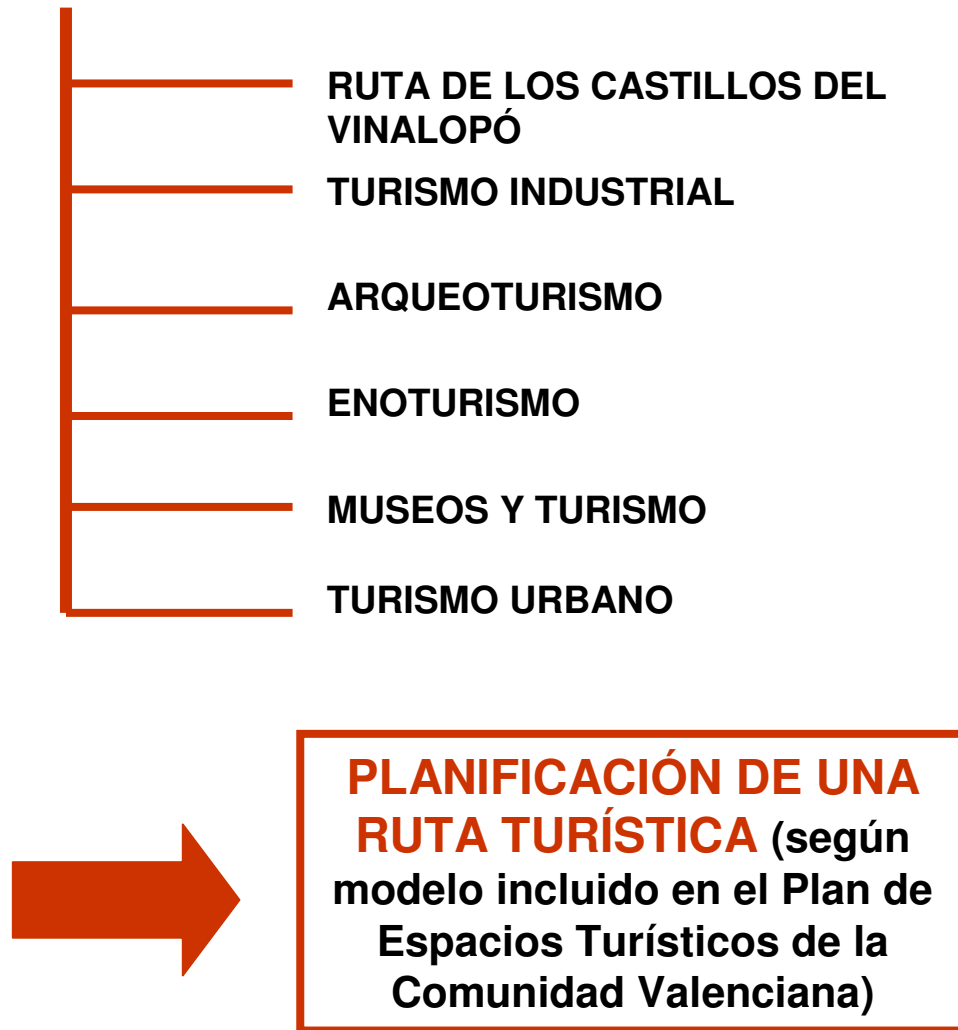 RUTA DE LOS CASTILLOS DEL
VINALOPÓ
TURISMO INDUSTRIAL
ARQUEOTURISMO
ENOTURISMO
MUSEOS Y TURISMO
TURISMO URBANO
PLANIFICACIÓN DE UNA
RUTA TURÍSTICA (según
modelo incluido en el Plan de
Espacios Turísticos de la
Comunidad Valenciana)